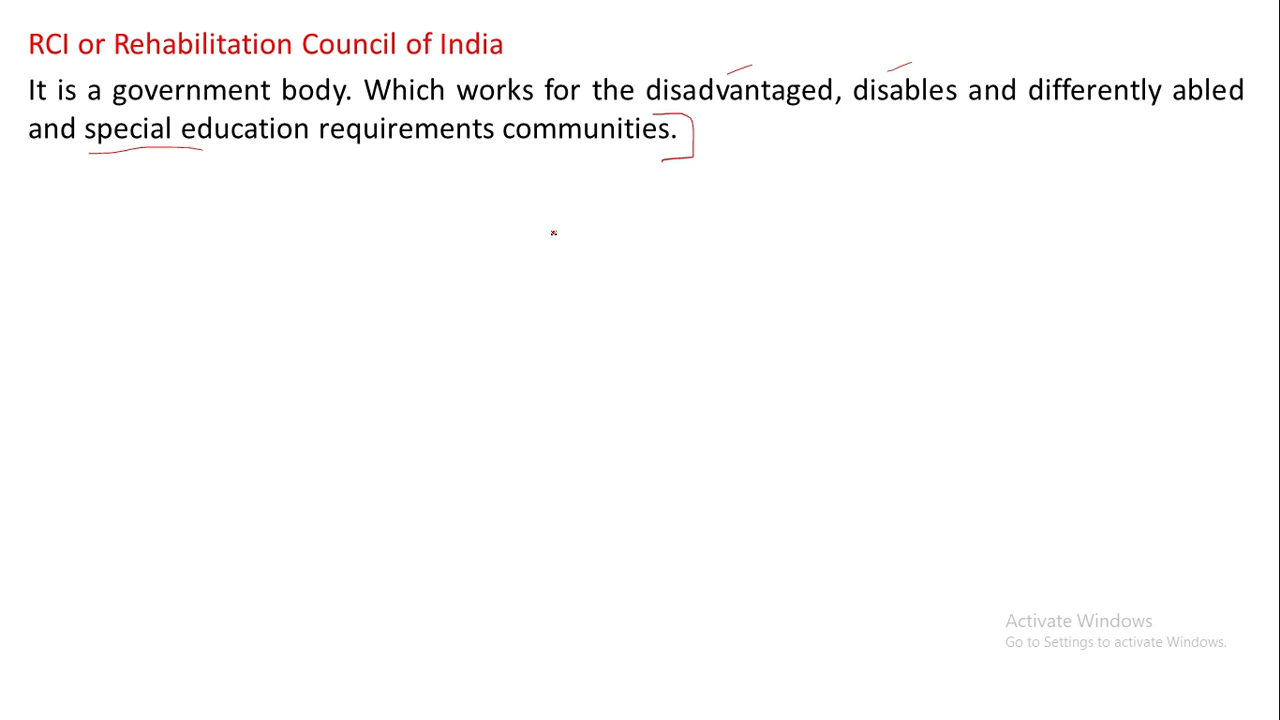 RCI or Rehabilitation Council of India
It is a government body. Which works for the disadvantaged, disables and differently abled
and special education requirements communities.
Activate Windows
Go to Settings to activate Windows.